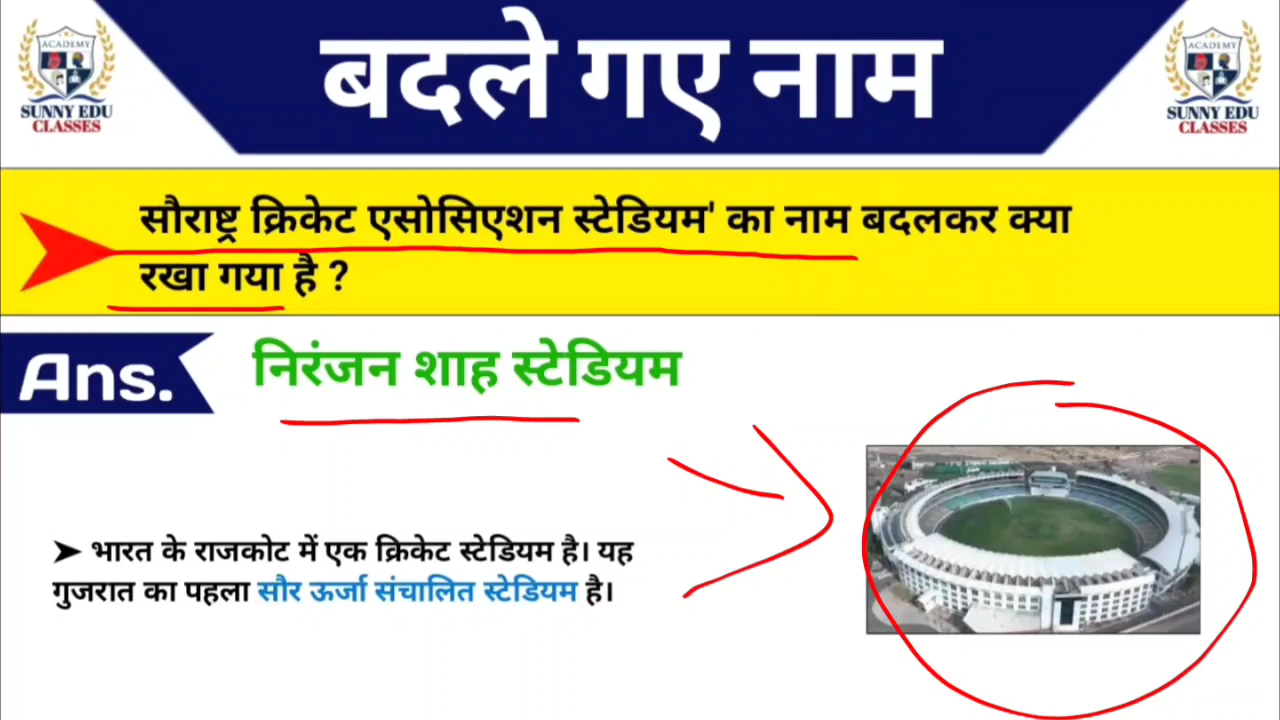 ACADEMY
SUNNY EDU
CLASSES
बदले गए नाम
ACADEMY
SUNNY EDU
CLASSES
सौराष्ट्र क्रिकेट एसोसिएशन स्टेडियम' का नाम बदलकर क्या
रखा गया है ?
Ans.
निरंजन शाह स्टेडियम
➤ भारत के राजकोट में एक क्रिकेट स्टेडियम है। यह
गुजरात का पहला सौर ऊर्जा संचालित स्टेडियम है।